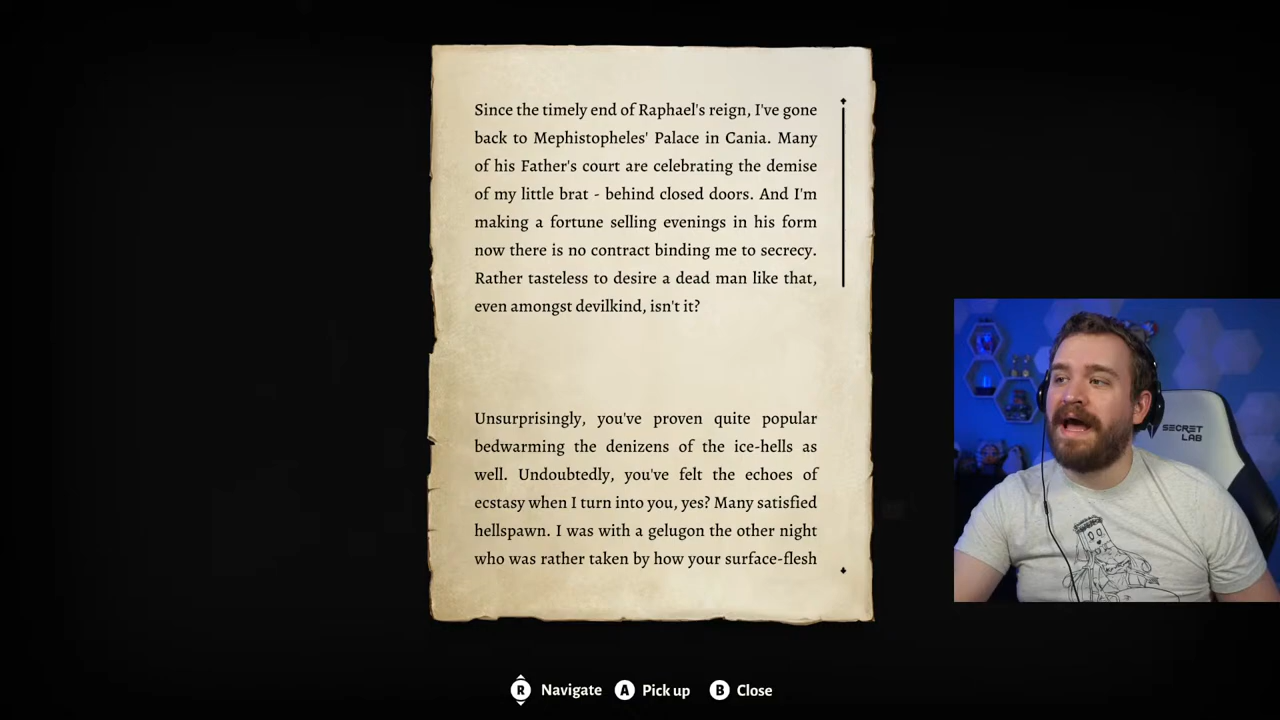 Since the timely end of Raphael's reign, I've gone
back to Mephistopheles' Palace in Cania. Many
of his Father's court are celebrating the demise
of my little brat - behind closed doors. And I'm
making a fortune selling evenings in his form
now there is no contract binding me to secrecy.
Rather tasteless to desire a dead man like that,
even amongst devilkind, isn't it?
Unsurprisingly, you've proven quite popular
bedwarming the denizens of the ice-hells as
well. Undoubtedly, you've felt the echoes of
ecstasy when I turn into you, yes? Many satisfied
hellspawn. I was with a gelugon the other night
who was rather taken by how your surface-flesh
SECRET
LAB
R Navigate A Pick up B Close